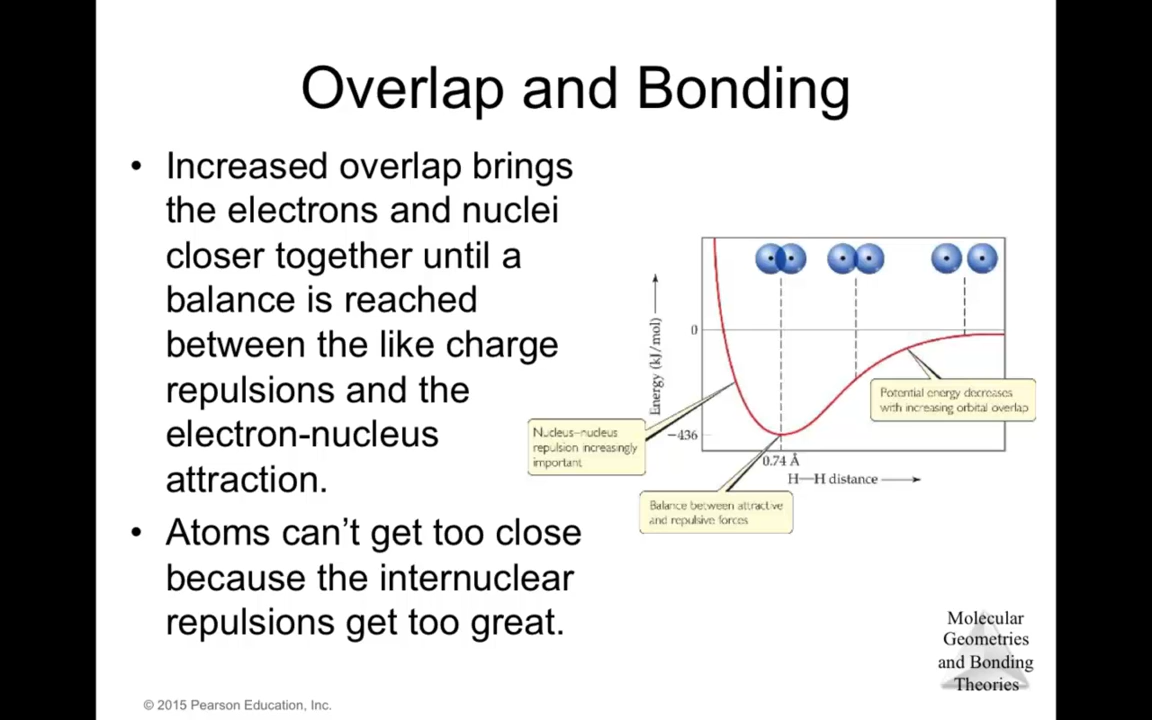 Overlap and Bonding
• Increased overlap brings
the electrons and nuclei
closer together until a
balance is reached
between the like charge
repulsions and the
electron-nucleus
attraction.
• Atoms can’t get too close
because the internuclear
repulsions get too great.
Energy (kJ/mol)
0
−436
Potential energy decreases
with increasing orbital overlap
Nucleus–nucleus
repulsion increasingly
important
0.74 Å
H—H distance
Balance between attractive
and repulsive forces
Molecular
Geometries
and Bonding
Theories
© 2015 Pearson Education, Inc.